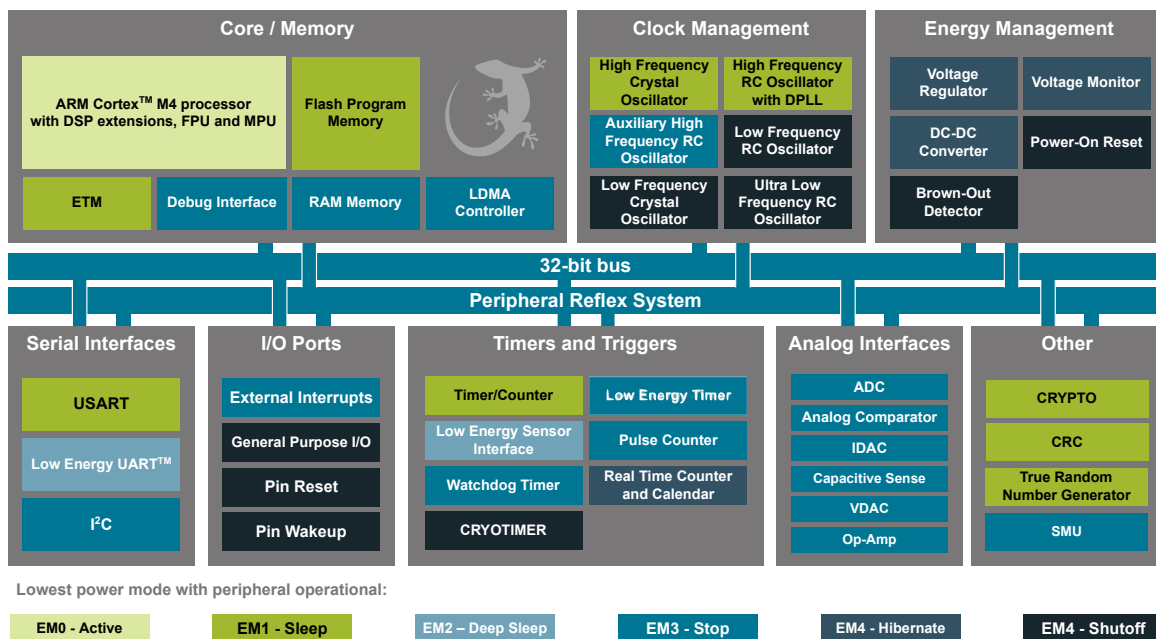 Core / Memory
ARM Cortex™ M4 processor
with DSP extensions, FPU and MPU
Flash Program
Memory
ETM
Debug Interface
RAM Memory
LDMA
Controller
Clock Management
High Frequency
Crystal
Oscillator
High Frequency
RC Oscillator
with DPLL
Auxiliary High
Frequency RC
Oscillator
Low Frequency
RC Oscillator
Low Frequency
Crystal
Oscillator
Ultra Low
Frequency RC
Oscillator
Energy Management
Voltage
Regulator
Voltage Monitor
DC-DC
Converter
Power-On Reset
Brown-Out
Detector
32-bit bus
Peripheral Reflex System
Serial Interfaces
USART
Low Energy UART™
I²C
I/O Ports
External Interrupts
General Purpose I/O
Pin Reset
Pin Wakeup
Timers and Triggers
Timer/Counter
Low Energy Timer
Low Energy Sensor
Interface
Pulse Counter
Watchdog Timer
Real Time Counter
and Calendar
CRYOTIMER
Analog Interfaces
ADC
Analog Comparator
IDAC
Capacitive Sense
VDAC
Op-Amp
Other
CRYPTO
CRC
True Random
Number Generator
SMU
Lowest power mode with peripheral operational:
EM0 - Active
EM1 - Sleep
EM2 – Deep Sleep
EM3 - Stop
EM4 - Hibernate
EM4 - Shutoff